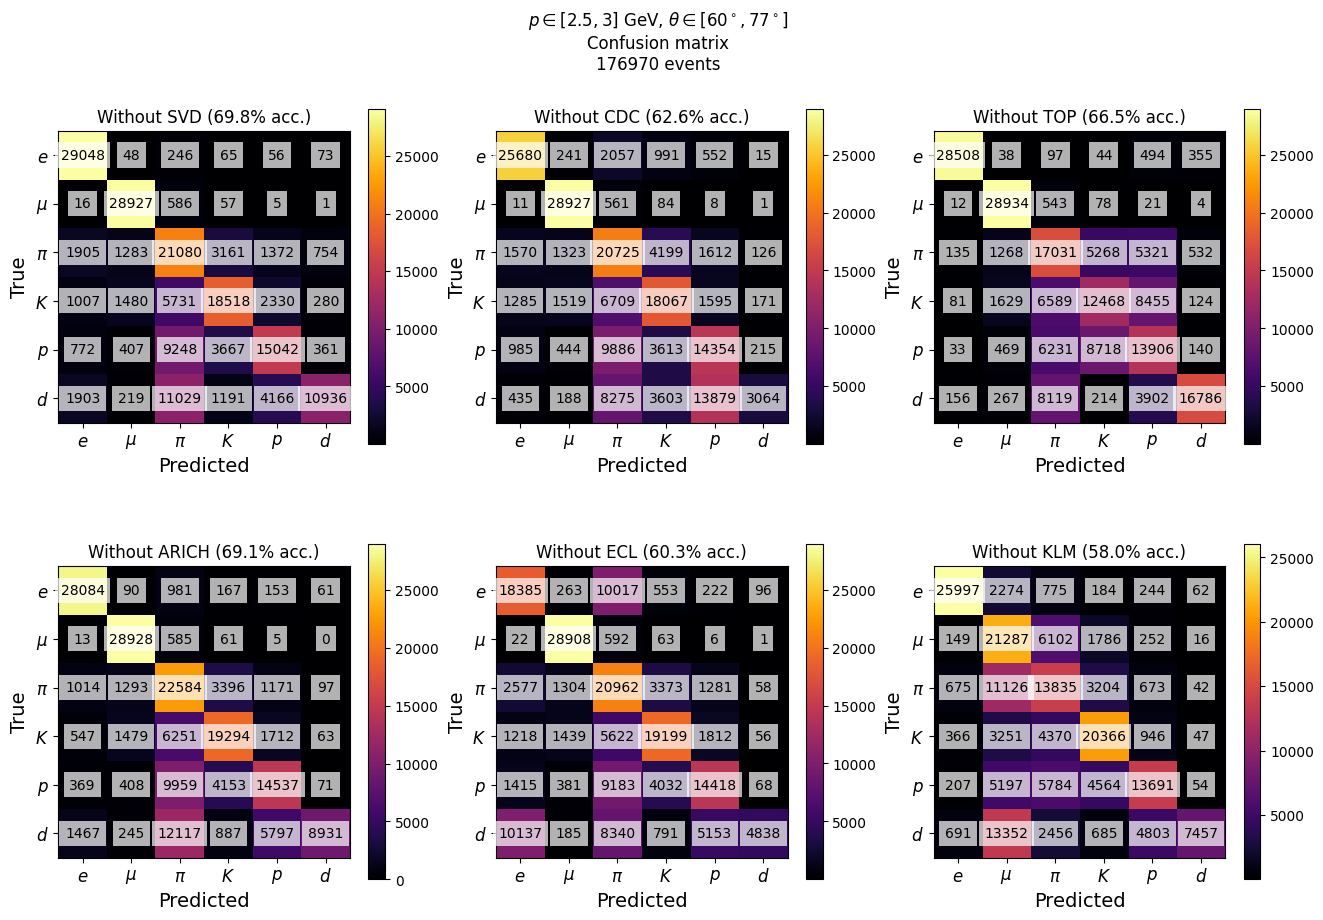 p ∈ [2.5, 3] GeV, θ ∈ [60°, 77°]
Confusion matrix
176970 events
Without SVD (69.8% acc.)
True
e 29048 48 246 65 56 73
μ 16 28927 586 57 5 1
π 1905 1283 21080 3161 1372 754
K 1007 1480 5731 18518 2330 280
p 772 407 9248 3667 15042 361
d 1903 219 11029 1191 4166 10936
e μ π K p d
Predicted
25000
20000
15000
10000
5000
Without CDC (62.6% acc.)
True
e 25680 241 2057 991 552 15
μ 11 28927 561 84 8 1
π 1570 1323 20725 4199 1612 126
K 1285 1519 6709 18067 1595 171
p 985 444 9886 3613 14354 215
d 435 188 8275 3603 13879 3064
e μ π K p d
Predicted
25000
20000
15000
10000
5000
Without TOP (66.5% acc.)
True
e 28508 38 97 44 494 355
μ 12 28934 543 78 21 4
π 135 1268 17031 5268 5321 532
K 81 1629 6589 12468 8455 124
p 33 469 6231 8718 13906 140
d 156 267 8119 214 3902 16786
e μ π K p d
Predicted
25000
20000
15000
10000
5000
Without ARICH (69.1% acc.)
True
e 28084 90 981 167 153 61
μ 13 28928 585 61 5 0
π 1014 1293 22584 3396 1171 97
K 547 1479 6251 19294 1712 63
p 369 408 9959 4153 14537 71
d 1467 245 12117 887 5797 8931
e μ π K p d
Predicted
25000
20000
15000
10000
5000
0
Without ECL (60.3% acc.)
True
e 18385 263 10017 553 222 96
μ 22 28908 592 63 6 1
π 2577 1304 20962 3373 1281 58
K 1218 1439 5622 19199 1812 56
p 1415 381 9183 4032 14418 68
d 10137 185 8340 791 5153 4838
e μ π K p d
Predicted
25000
20000
15000
10000
5000
Without KLM (58.0% acc.)
True
e 25997 2274 775 184 244 62
μ 149 21287 6102 1786 252 16
π 675 11126 13835 3204 673 42
K 366 3251 4370 20366 946 47
p 207 5197 5784 4564 13691 54
d 691 13352 2456 685 4803 7457
e μ π K p d
Predicted
25000
20000
15000
10000
5000